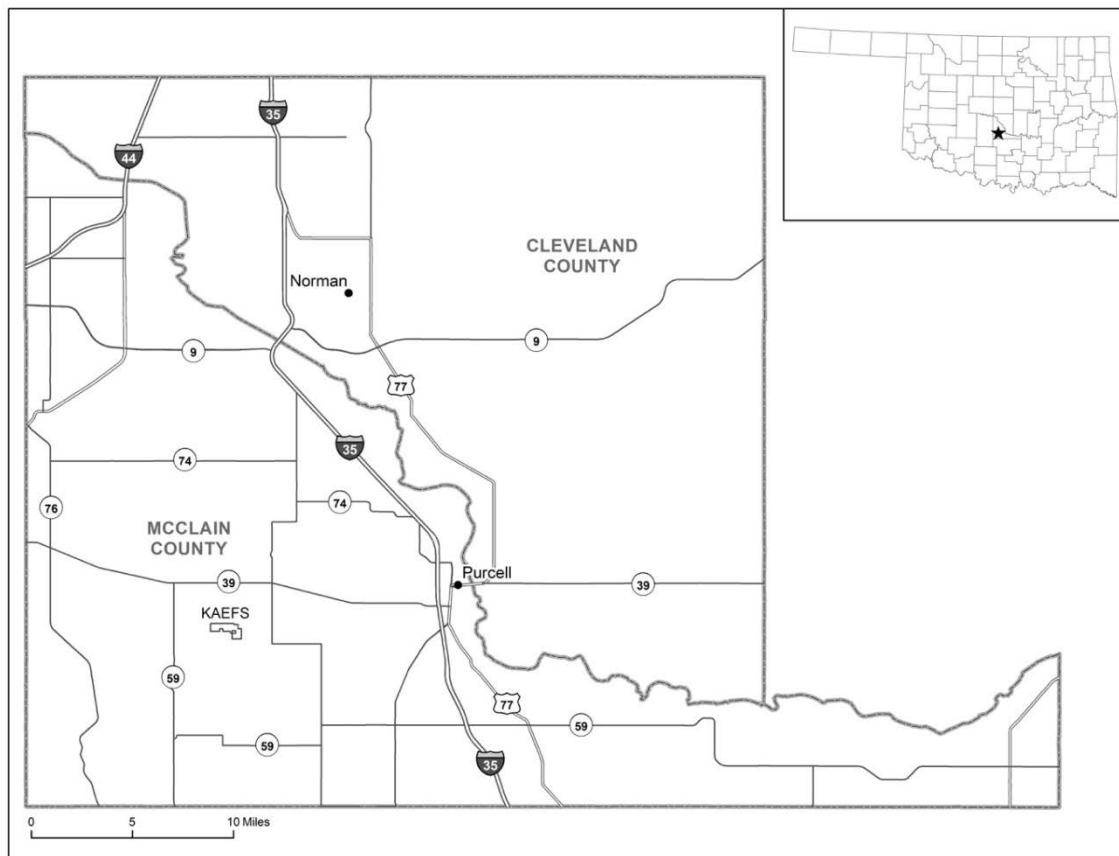 35
44
CLEVELAND
COUNTY
Norman
9
9
77
35
74
76
74
MCCLAIN
COUNTY
Purcell
39
39
KAEFS
59
77
59
59
35
0 5 10 Miles